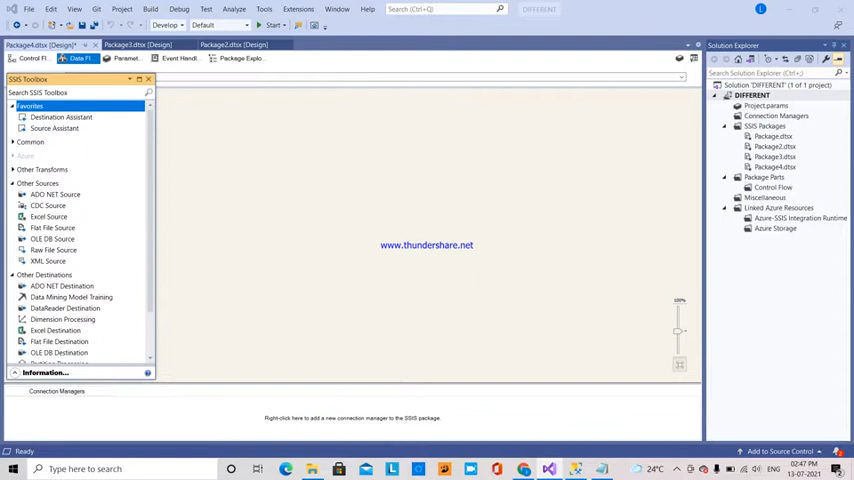 File Edit View Git Project Build Debug Test Analyze Tools Extensions Window Help Search (Ctrl+Q) DIFFERENT L
Develop Default Start
Package4.dtsx [Design]* Package3.dtsx [Design] Package2.dtsx [Design]
Solution Explorer
Control Fl... Data Fl... Paramet... Event Handl... Package Explo...
Search Solution Explorer (Ctrl+;)
SSIS Toolbox
Search SSIS Toolbox
Favorites
Destination Assistant
Source Assistant
Common
Azure
Other Transforms
Other Sources
ADO NET Source
CDC Source
Excel Source
Flat File Source
OLE DB Source
Raw File Source
XML Source
Other Destinations
ADO NET Destination
Data Mining Model Training
DataReader Destination
Dimension Processing
Excel Destination
Flat File Destination
OLE DB Destination
Information...
www.thundershare.net
100%
Solution 'DIFFERENT' (1 of 1 project)
DIFFERENT
Project.params
Connection Managers
SSIS Packages
Package.dtsx
Package2.dtsx
Package3.dtsx
Package4.dtsx
Package Parts
Control Flow
Miscellaneous
Linked Azure Resources
Azure-SSIS Integration Runtime
Azure Storage
Connection Managers
Right-click here to add a new connection manager to the SSIS package.
Ready
Add to Source Control
Type here to search
24°C
ENG
02:47 PM
13-07-2021